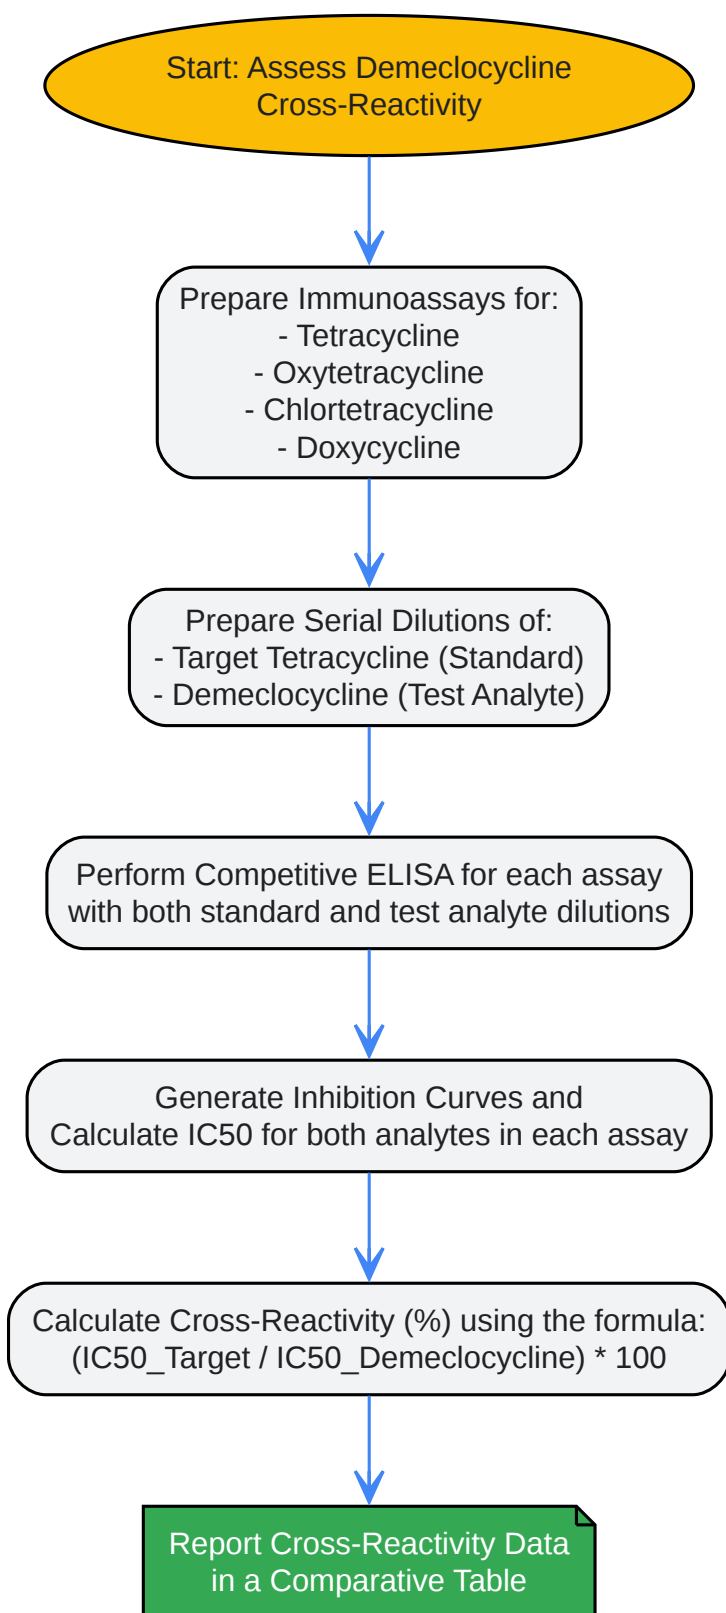 Start: Assess Demeclocycline
Cross-Reactivity
Prepare Immunoassays for:
- Tetracycline
- Oxytetracycline
- Chlortetracycline
- Doxycycline
Prepare Serial Dilutions of:
- Target Tetracycline (Standard)
- Demeclocycline (Test Analyte)
Perform Competitive ELISA for each assay
with both standard and test analyte dilutions
Generate Inhibition Curves and
Calculate IC50 for both analytes in each assay
Calculate Cross-Reactivity (%) using the formula:
(IC50_Target / IC50_Demeclocycline) * 100
Report Cross-Reactivity Data
in a Comparative Table